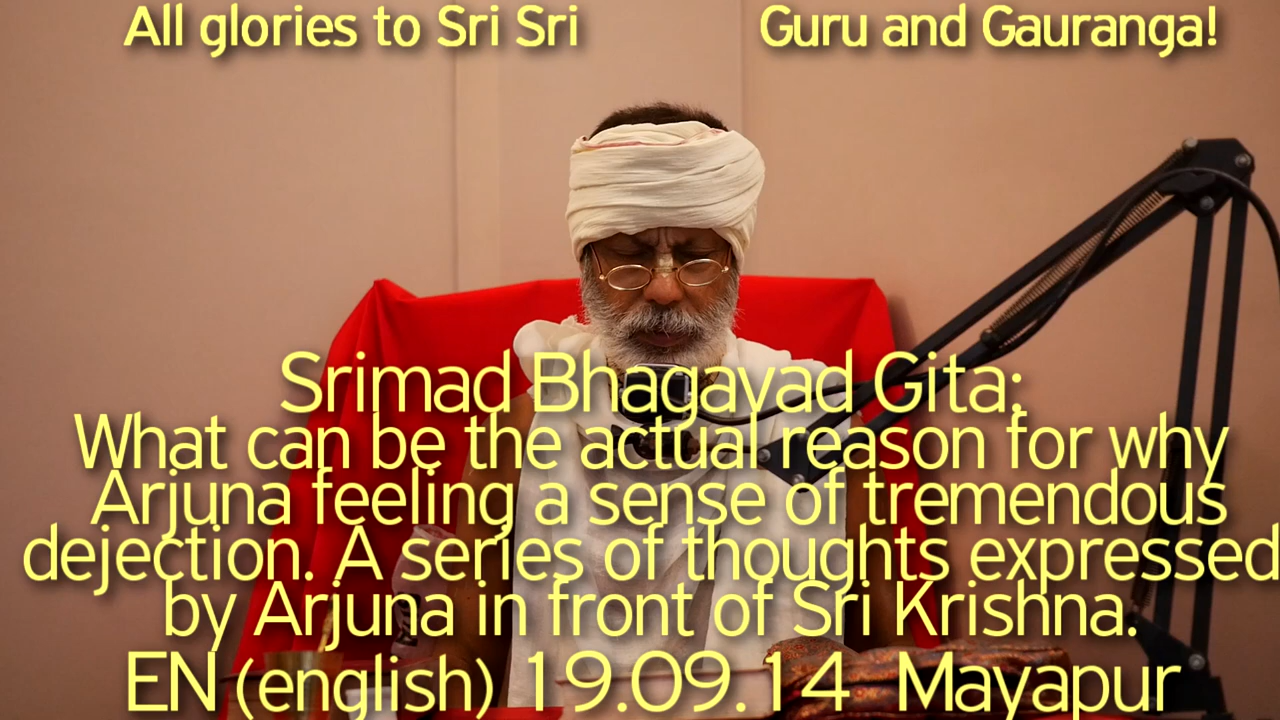 All glories to Sri Sri Guru and Gauranga!
Srimad Bhagavad Gita:
What can be the actual reason for why
Arjuna feeling a sense of tremendous
dejection. A series of thoughts expressed
by Arjuna in front of Sri Krishna.
EN (english) 19.09.14 Mayapur